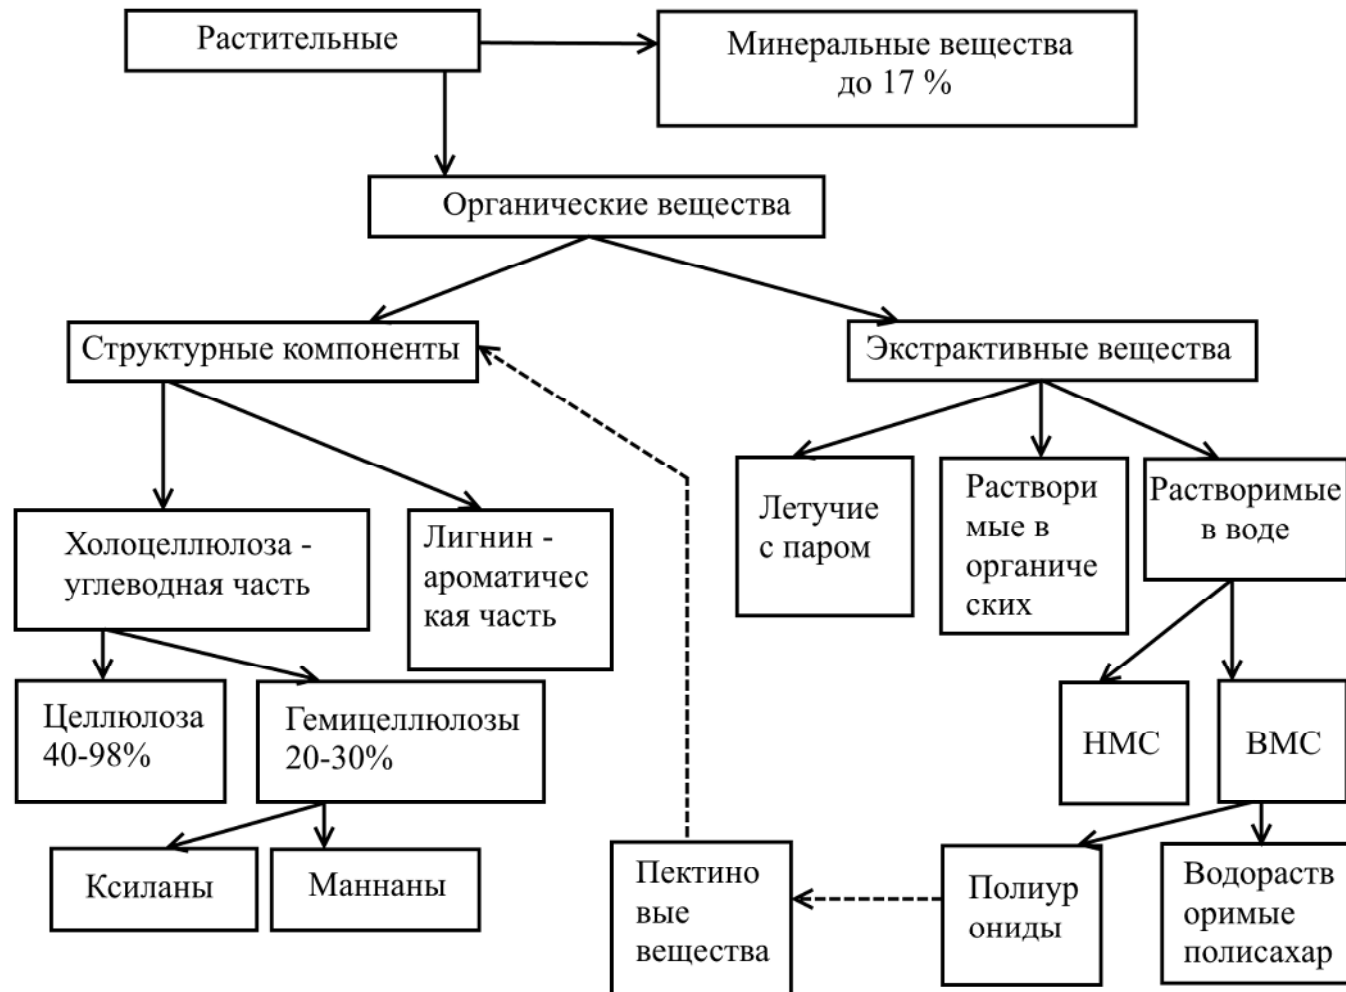 Растительные
Минеральные вещества
до 17 %
Органические вещества
Структурные компоненты
Экстрактивные вещества
Холоцеллюлоза -
углеводная часть
Лигнин -
ароматичес
кая часть
Летучие
с паром
Раствори
мые в
органиче
ских
Растворимые
в воде
Целлюлоза
40-98%
Гемицеллюлозы
20-30%
НМС
ВМС
Ксиланы
Маннаны
Пектино
вые
вещества
Полиур
ониды
Водораств
оримые
полисахар